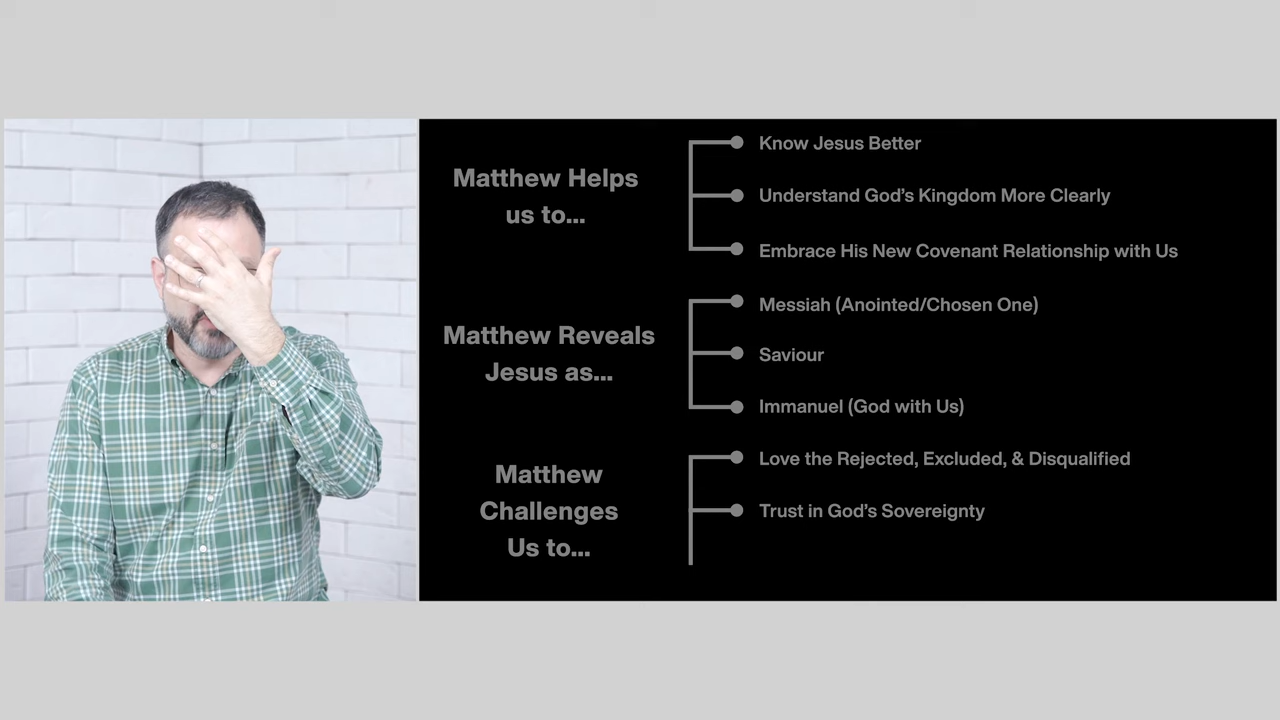 Matthew Helps
us to...
Know Jesus Better
Understand God’s Kingdom More Clearly
Embrace His New Covenant Relationship with Us
Matthew Reveals
Jesus as...
Messiah (Anointed/Chosen One)
Saviour
Immanuel (God with Us)
Matthew
Challenges
Us to...
Love the Rejected, Excluded, & Disqualified
Trust in God’s Sovereignty